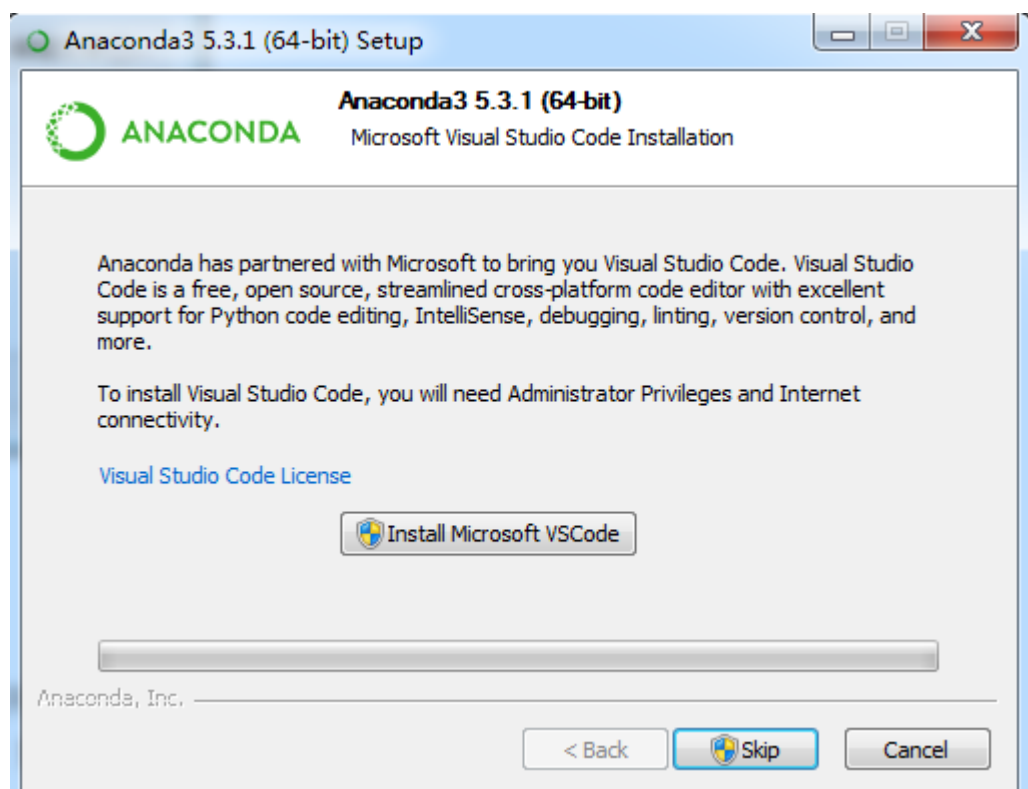 Anaconda3 5.3.1 (64-bit) Setup
Anaconda3 5.3.1 (64-bit)
ANACONDA
Microsoft Visual Studio Code Installation
Anaconda has partnered with Microsoft to bring you Visual Studio Code. Visual Studio
Code is a free, open source, streamlined cross-platform code editor with excellent
support for Python code editing, IntelliSense, debugging, linting, version control, and
more.
To install Visual Studio Code, you will need Administrator Privileges and Internet
connectivity.
Visual Studio Code License
Install Microsoft VSCode
Anaconda, Inc.
< Back
Skip
Cancel